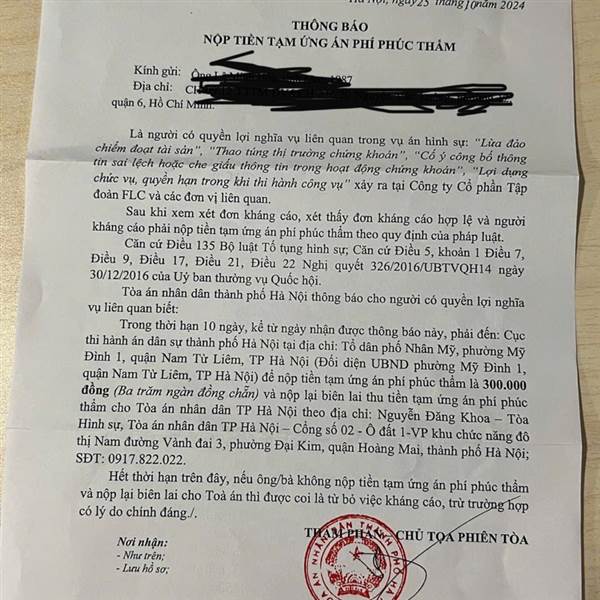 Hà Nội, ngày 25 tháng 10 năm 2024
THÔNG BÁO
NỘP TIỀN TẠM ỨNG ÁN PHÍ PHÚC THẨM
Kính gửi: Ông
Địa chỉ:
quận 6, Hồ Chí Minh.
Là người có quyền lợi nghĩa vụ liên quan trong vụ án hình sự: "Lừa đảo
chiếm đoạt tài sản", "Thao túng thị trường chứng khoán", "Cố ý công bố thông
tin sai lệch hoặc che giấu thông tin trong hoạt động chứng khoán", "Lợi dụng
chức vụ, quyền hạn trong khi thi hành công vụ" xảy ra tại Công ty Cổ phần Tập
đoàn FLC và các đơn vị liên quan.
Sau khi xem xét đơn kháng cáo, xét thấy đơn kháng cáo hợp lệ và người
kháng cáo phải nộp tiền tạm ứng án phí phúc thẩm theo quy định của pháp luật.
Căn cứ Điều 135 Bộ luật Tố tụng hình sự; Căn cứ Điều 5, khoản 1 Điều 7,
Điều 9, Điều 17, Điều 21, Điều 22 Nghị quyết 326/2016/UBTVQH14 ngày
30/12/2016 của Uỷ ban thường vụ Quốc hội.
Tòa án nhân dân thành phố Hà Nội thông báo cho người có quyền lợi nghĩa
vụ liên quan biết:
Trong thời hạn 10 ngày, kể từ ngày nhận được thông báo này, phải đến: Cục
thi hành án dân sự thành phố Hà Nội tại địa chỉ: Tổ dân phố Nhân Mỹ, phường Mỹ
Đình 1, quận Nam Từ Liêm, TP Hà Nội (Đối diện UBND phường Mỹ Đình 1,
quận Nam Từ Liêm, TP Hà Nội) để nộp tiền tạm ứng án phí phúc thẩm là 300.000
đồng (Ba trăm ngàn đồng chẵn) và nộp lại biên lai thu tiền tạm ứng án phí phúc
thẩm cho Tòa án nhân dân TP Hà Nội theo địa chỉ: Nguyễn Đăng Khoa – Tòa
Hình sự, Tòa án nhân dân TP Hà Nội – Cổng số 02 - Ô đất 1-VP khu chức năng đô
thị Nam đường Vành đai 3, phường Đại Kim, quận Hoàng Mai, thành phố Hà Nội;
SĐT: 0917.822.022.
Hết thời hạn trên đây, nếu ông/bà không nộp tiền tạm ứng án phí phúc thẩm
và nộp lại biên lai cho Toà án thì được coi là từ bỏ việc kháng cáo, trừ trường hợp
có lý do chính đáng./.
Nơi nhận:
- Như trên;
- Lưu hồ sơ;
THẨM PHÁN - CHỦ TỌA PHIÊN TÒA
TOÀ ÁN NHÂN DÂN THÀNH PHỐ HÀ